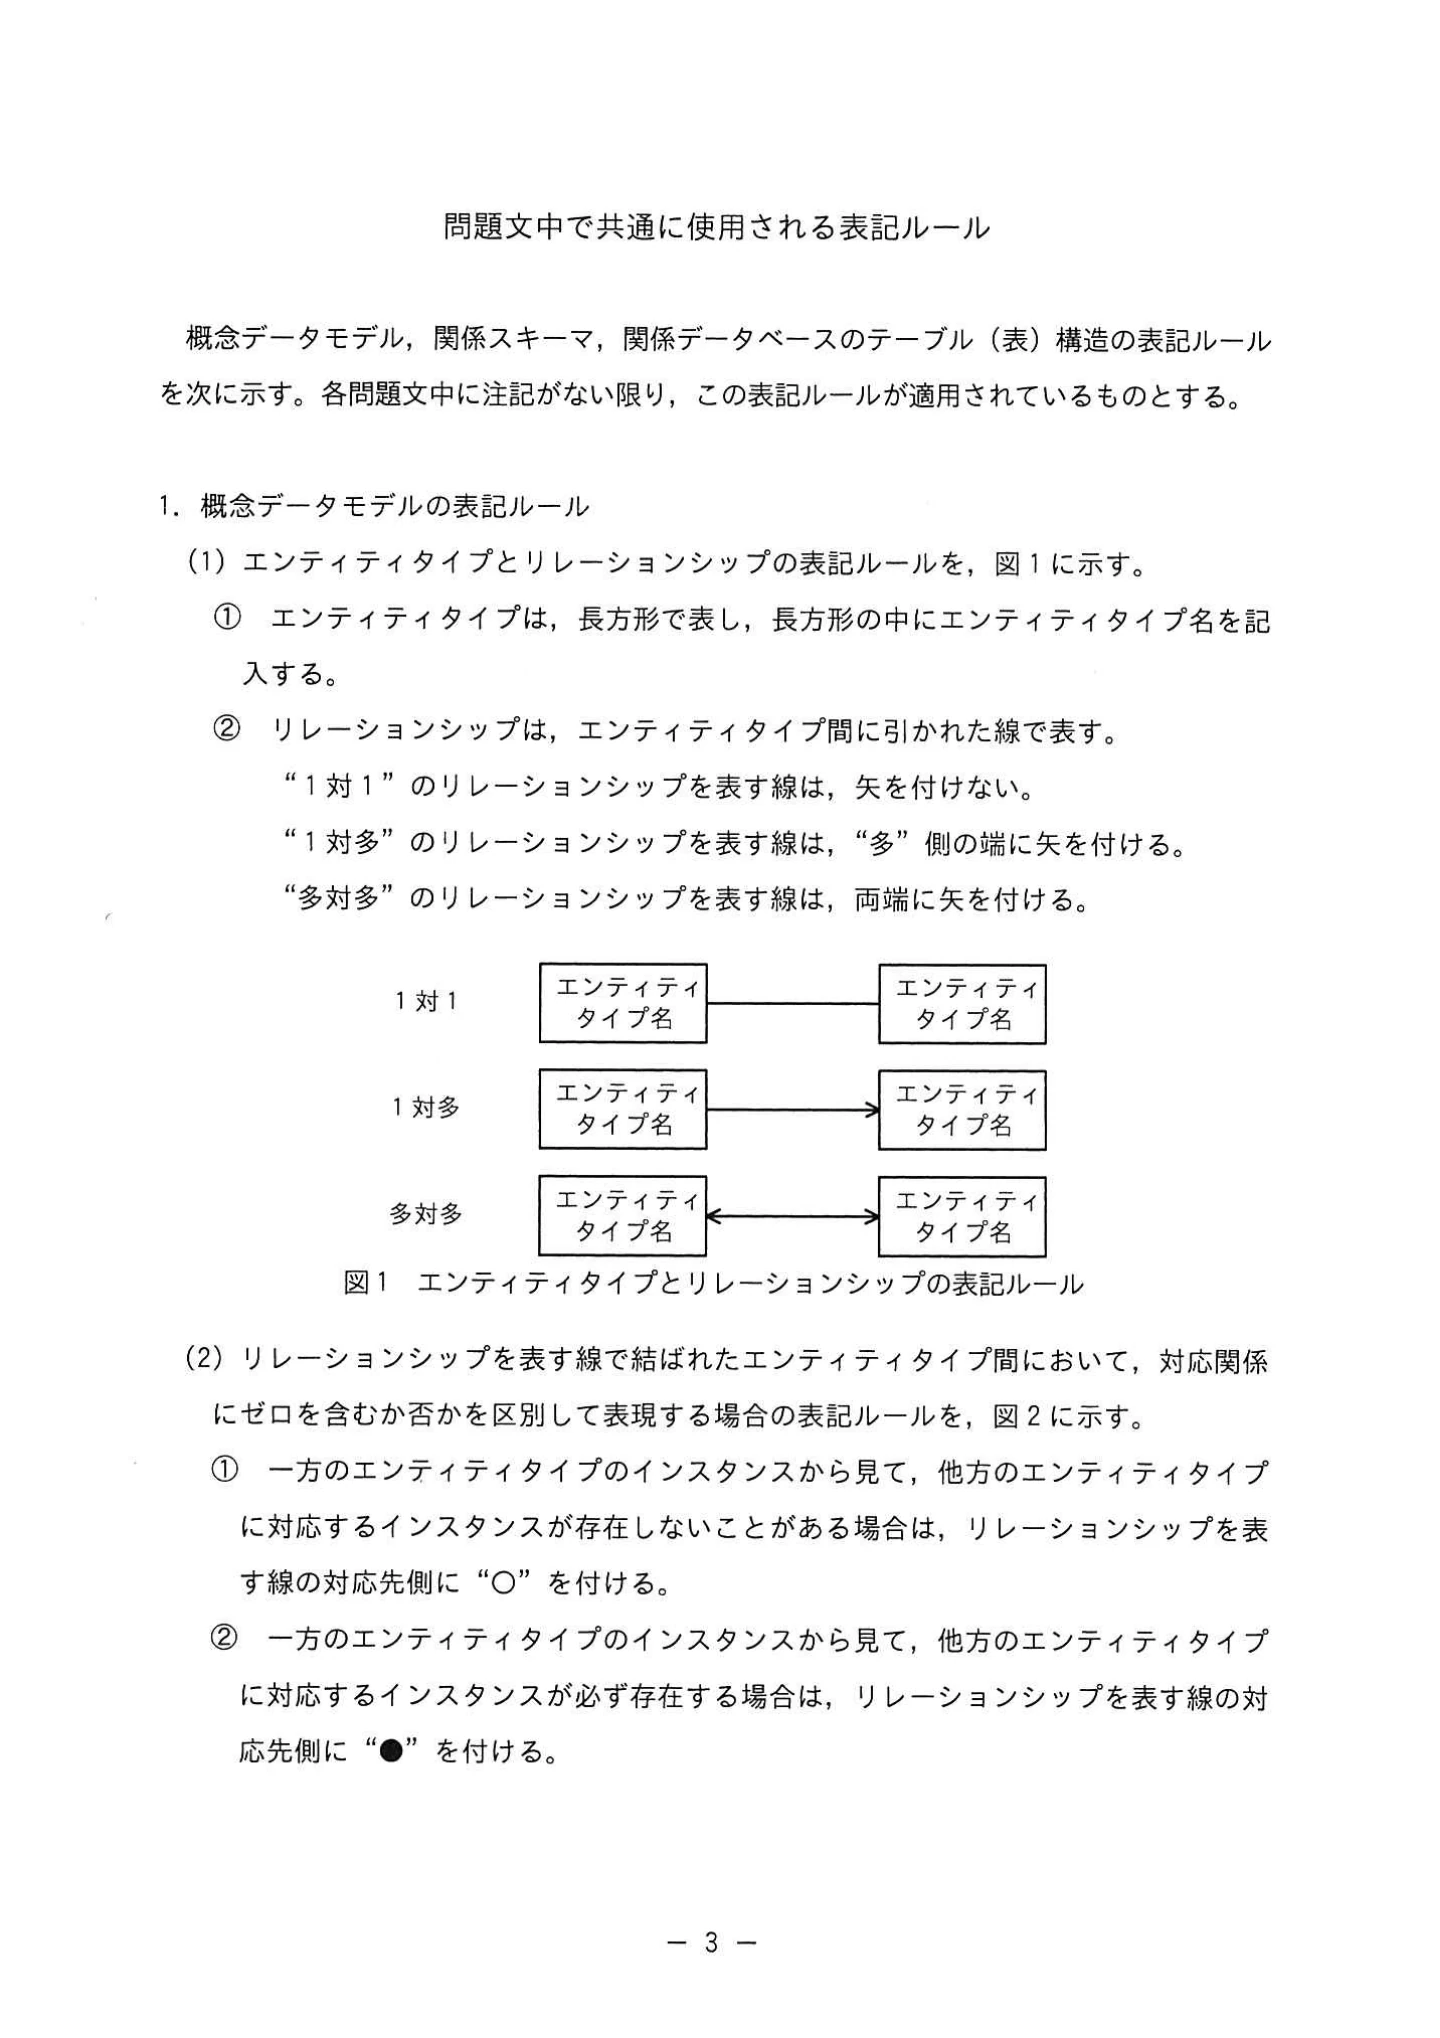 問題文中で共通に使用される表記ルール
概念データモデル，関係スキーマ，関係データベースのテーブル（表）構造の表記ルール
を次に示す。各問題文中に注記がない限り，この表記ルールが適用されているものとする。
1．概念データモデルの表記ルール
(1) エンティティタイプとリレーションシップの表記ルールを，図1に示す。
① エンティティタイプは，長方形で表し，長方形の中にエンティティタイプ名を記
入する。
② リレーションシップは，エンティティタイプ間に引かれた線で表す。
“1対1”のリレーションシップを表す線は，矢を付けない。
“1対多”のリレーションシップを表す線は，“多”側の端に矢を付ける。
“多対多”のリレーションシップを表す線は，両端に矢を付ける。
1対1
エンティティ
タイプ名
エンティティ
タイプ名
1対多
エンティティ
タイプ名
エンティティ
タイプ名
多対多
エンティティ
タイプ名
エンティティ
タイプ名
図1 エンティティタイプとリレーションシップの表記ルール
(2) リレーションシップを表す線で結ばれたエンティティタイプ間において，対応関係
にゼロを含むか否かを区別して表現する場合の表記ルールを，図2に示す。
① 一方のエンティティタイプのインスタンスから見て，他方のエンティティタイプ
に対応するインスタンスが存在しないことがある場合は，リレーションシップを表
す線の対応先側に“○”を付ける。
② 一方のエンティティタイプのインスタンスから見て，他方のエンティティタイプ
に対応するインスタンスが必ず存在する場合は，リレーションシップを表す線の対
応先側に“●”を付ける。
－ 3 －